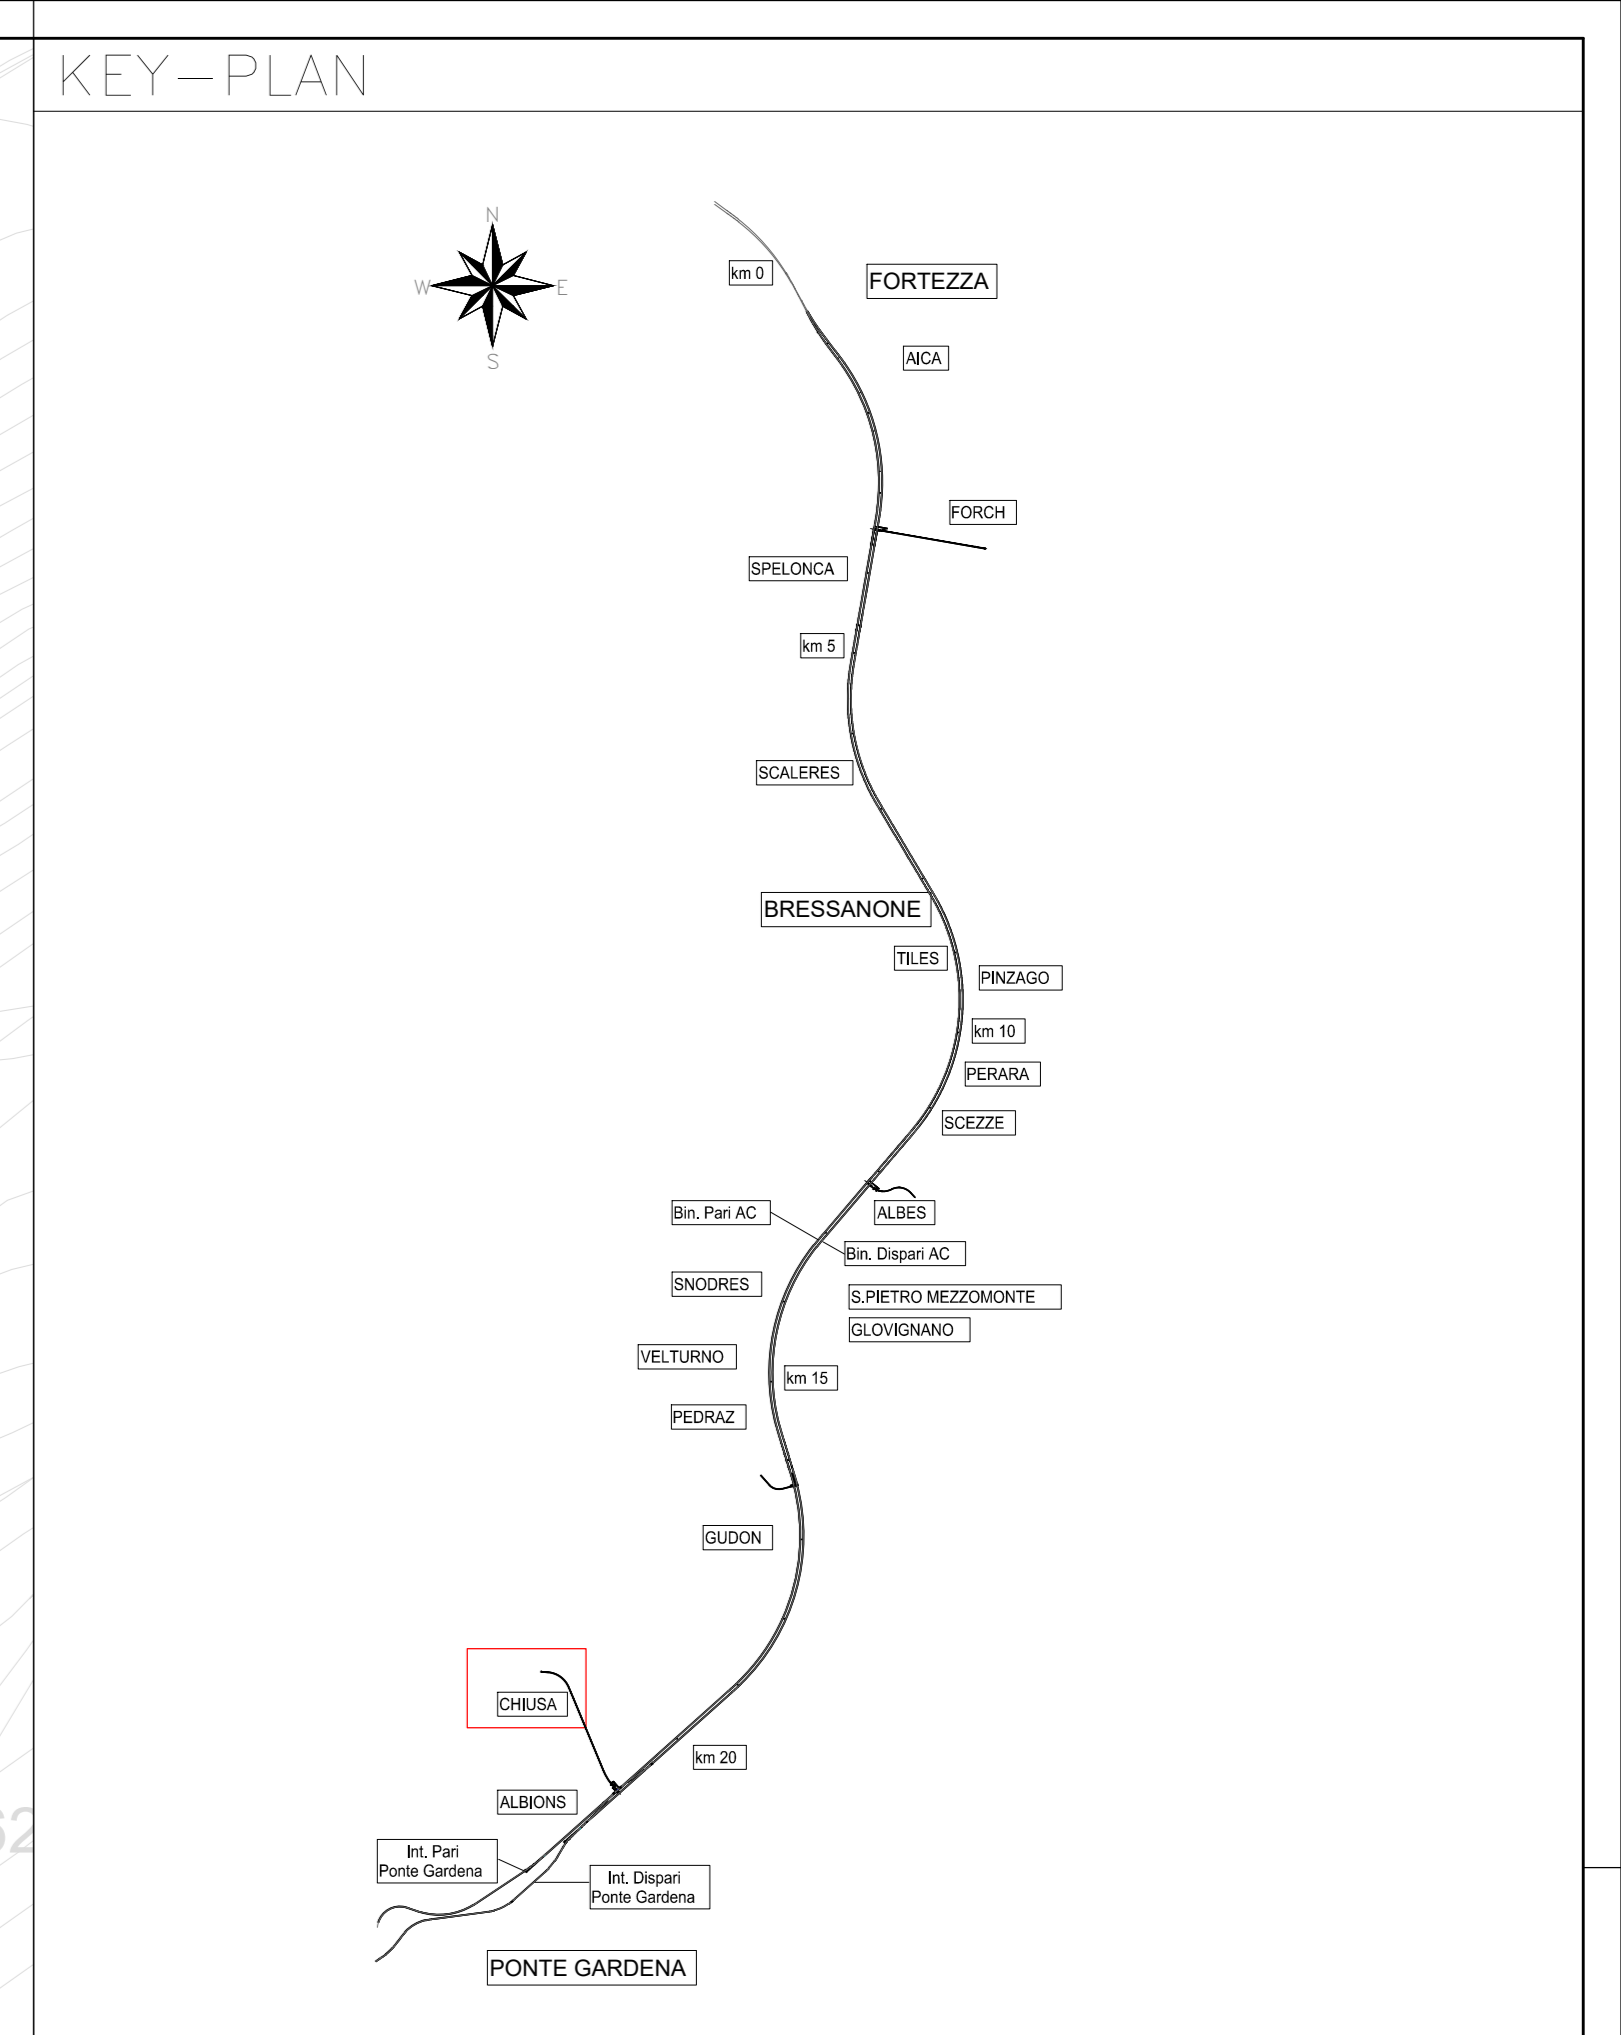 KEY-PLAN
N
W
E
S
km 0
FORTEZZA
AICA
FORCH
SPELONCA
km 5
SCALERES
BRESSANONE
TILES
PINZAGO
km 10
PERARA
SCEZZE
Bin. Pari AC
ALBES
Bin. Dispari AC
SNODRES
S.PIETRO MEZZOMONTE
GLOVIGNANO
VELTURNO
km 15
PEDRAZ
GUDON
CHIUSA
km 20
ALBIONS
Int. Pari
Ponte Gardena
Int. Dispari
Ponte Gardena
PONTE GARDENA